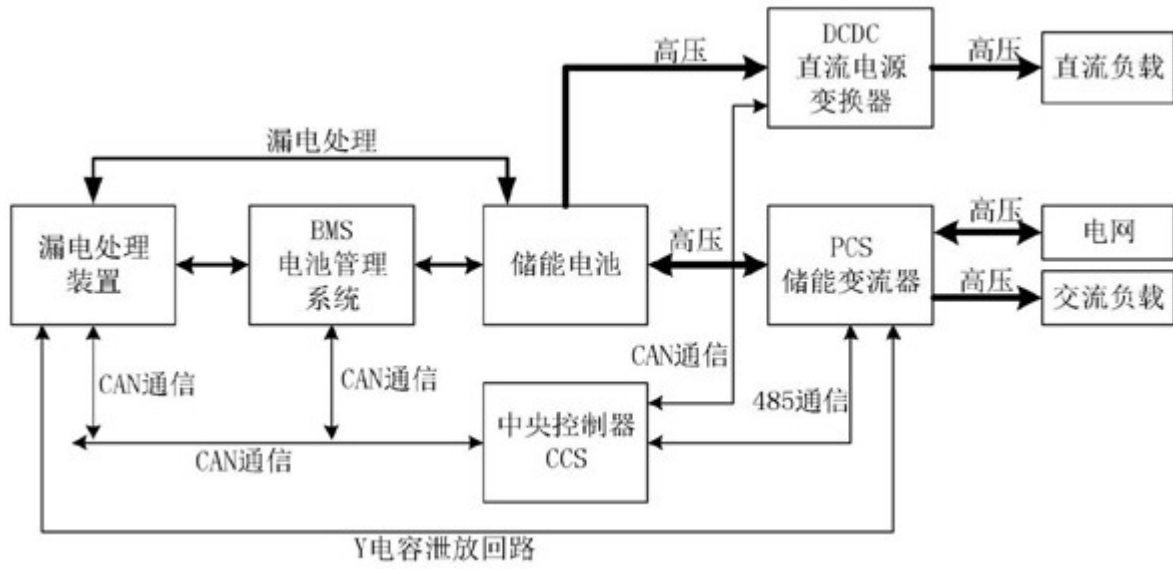 高压
DCDC
直流电源
变换器
高压
直流负载
漏电处理
漏电处理
装置
BMS
电池管理
系统
储能电池
高压
PCS
储能变流器
高压
电网
高压
交流负载
CAN通信
CAN通信
CAN通信
485通信
中央控制器
CCS
CAN通信
Y电容泄放回路